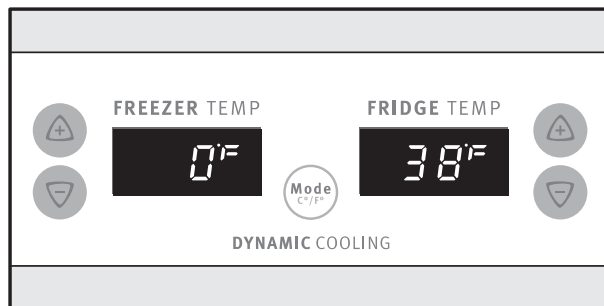 FREEZER TEMP
FRIDGE TEMP
0°F
38°F
Mode
C°/F°
DYNAMIC COOLING